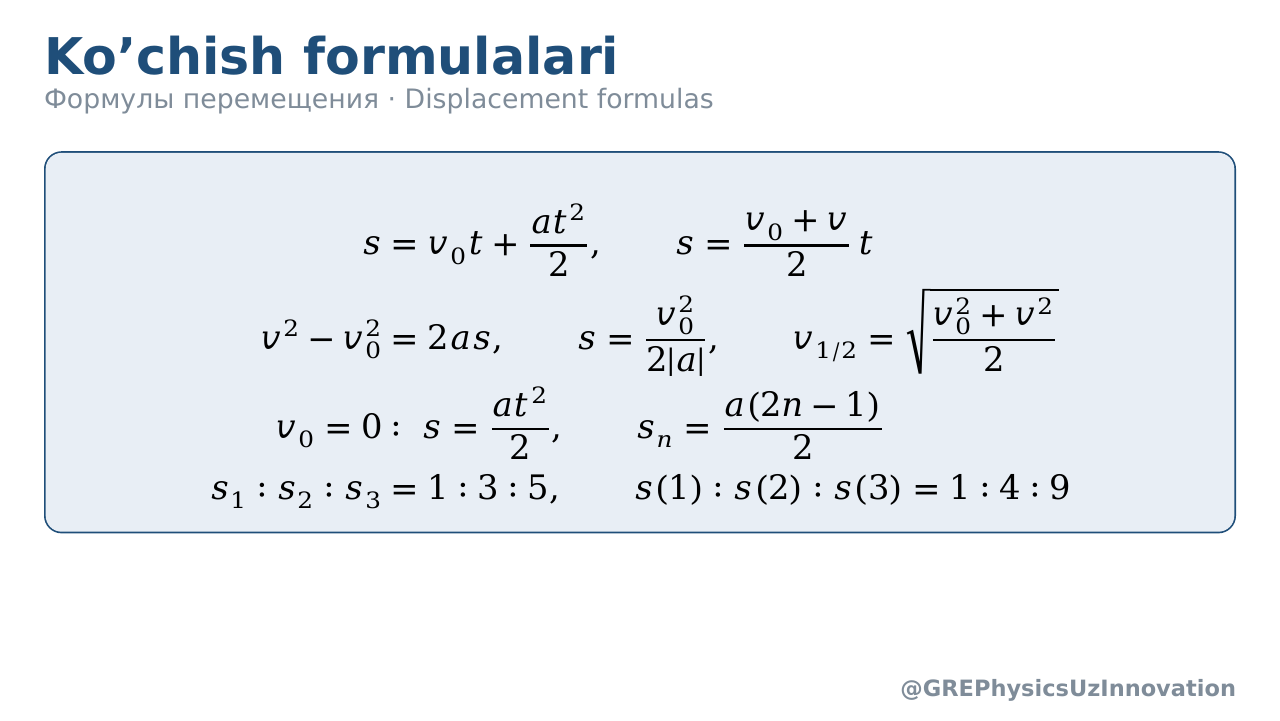 Ko’chish formulalari
Формулы перемещения · Displacement formulas
s = v₀t + at²/2, s = (v₀ + v)/2 t
v² − v₀² = 2as, s = v₀²/2|a|, v₁/₂ = √((v₀² + v²)/2)
v₀ = 0 : s = at²/2, sₙ = a(2n − 1)/2
s₁ : s₂ : s₃ = 1 : 3 : 5, s(1) : s(2) : s(3) = 1 : 4 : 9
@GREPhysicsUzInnovation